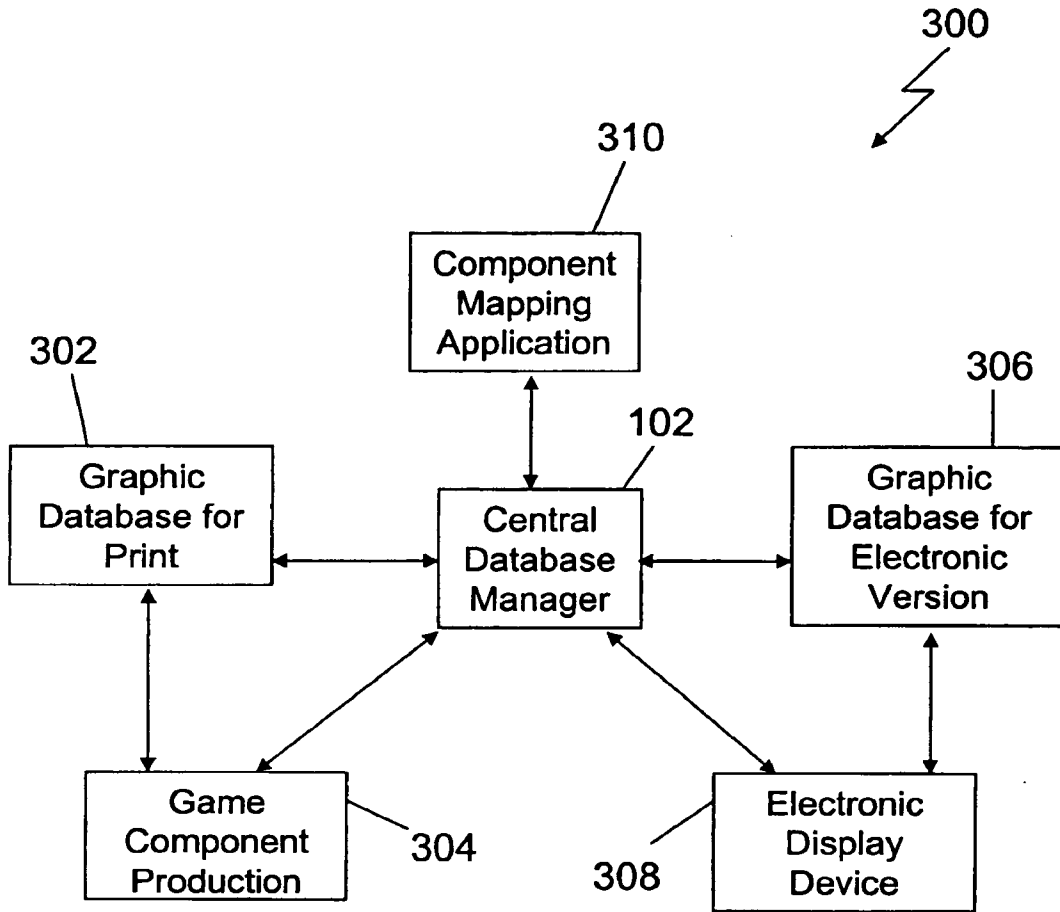 300
310
Component
Mapping
Application
302
306
102
Graphic
Database for
Print
Central
Database
Manager
Graphic
Database for
Electronic
Version
Game
Component
Production
304
308
Electronic
Display
Device